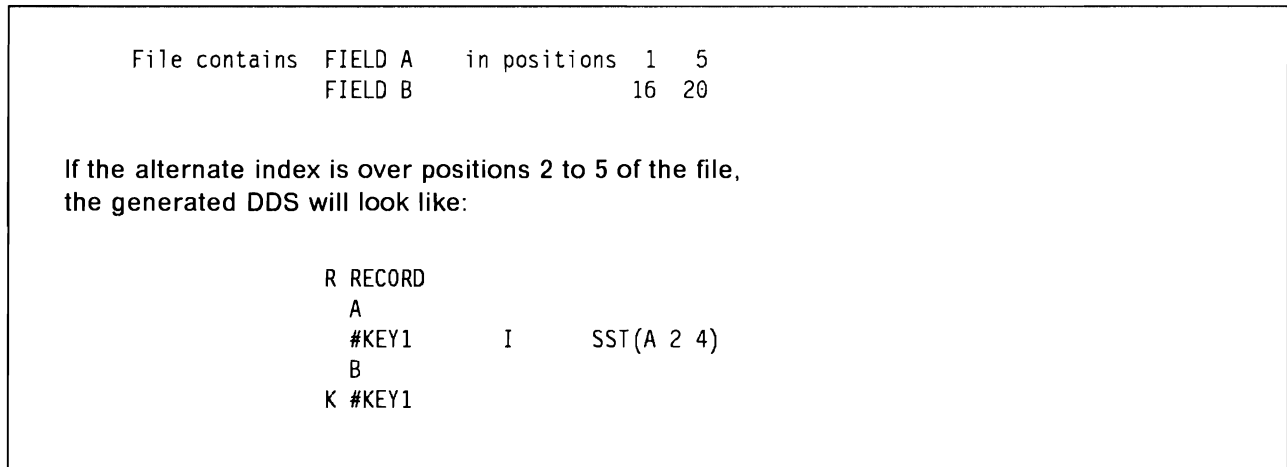 File contains FIELD A in positions 1 5
FIELD B 16 20
If the alternate index is over positions 2 to 5 of the file,
the generated DDS will look like:
R RECORD
A
#KEY1 I SST(A 2 4)
B
K #KEY1